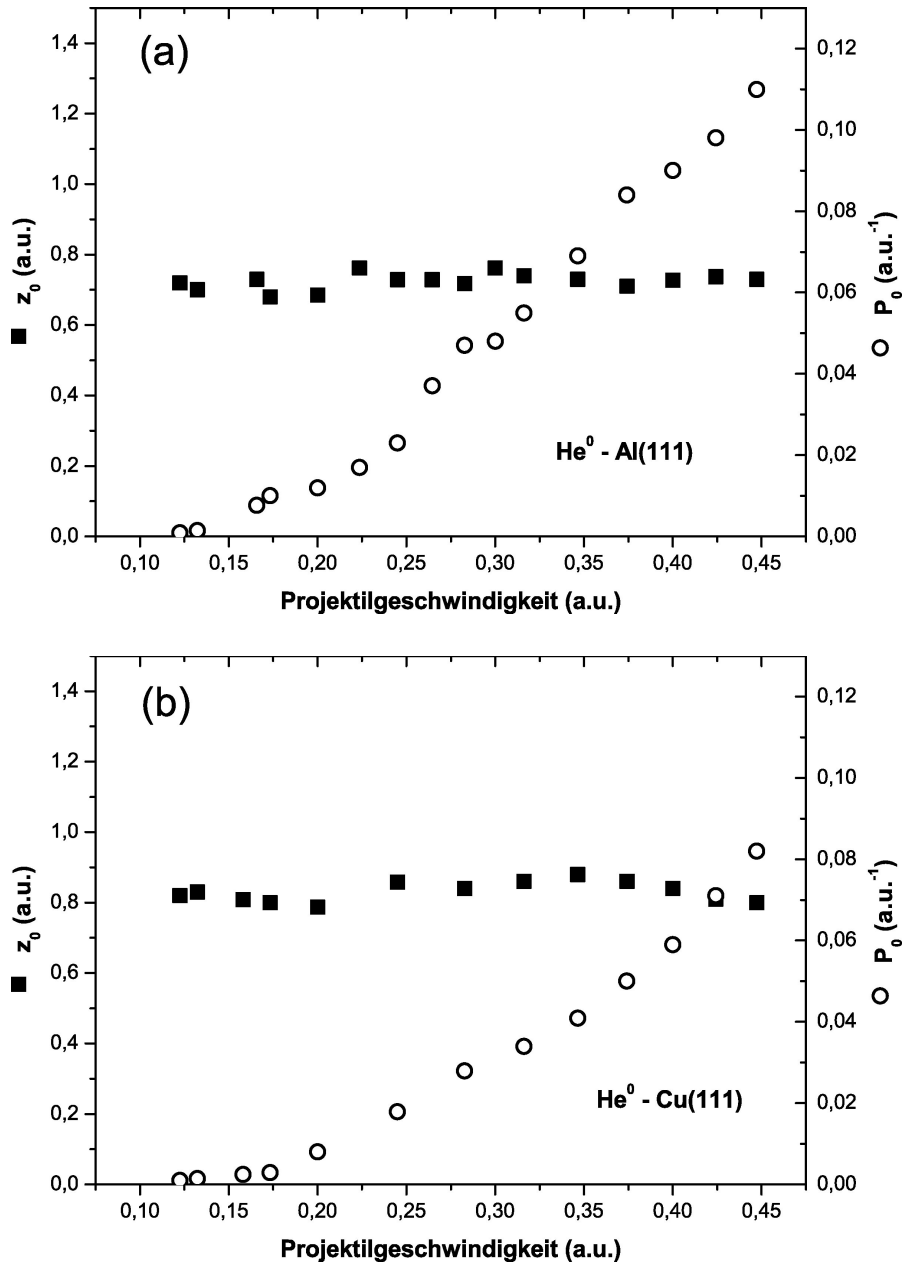 (a)
1,4
1,2
1,0
0,8
0,6
0,4
0,2
0,0
z₀ (a.u.)
0,12
0,10
0,08
0,06
0,04
0,02
0,00
P₀ (a.u.⁻¹)
He⁰ - Al(111)
0,10 0,15 0,20 0,25 0,30 0,35 0,40 0,45
Projektilgeschwindigkeit (a.u.)
(b)
1,4
1,2
1,0
0,8
0,6
0,4
0,2
0,0
z₀ (a.u.)
0,12
0,10
0,08
0,06
0,04
0,02
0,00
P₀ (a.u.⁻¹)
He⁰ - Cu(111)
0,10 0,15 0,20 0,25 0,30 0,35 0,40 0,45
Projektilgeschwindigkeit (a.u.)